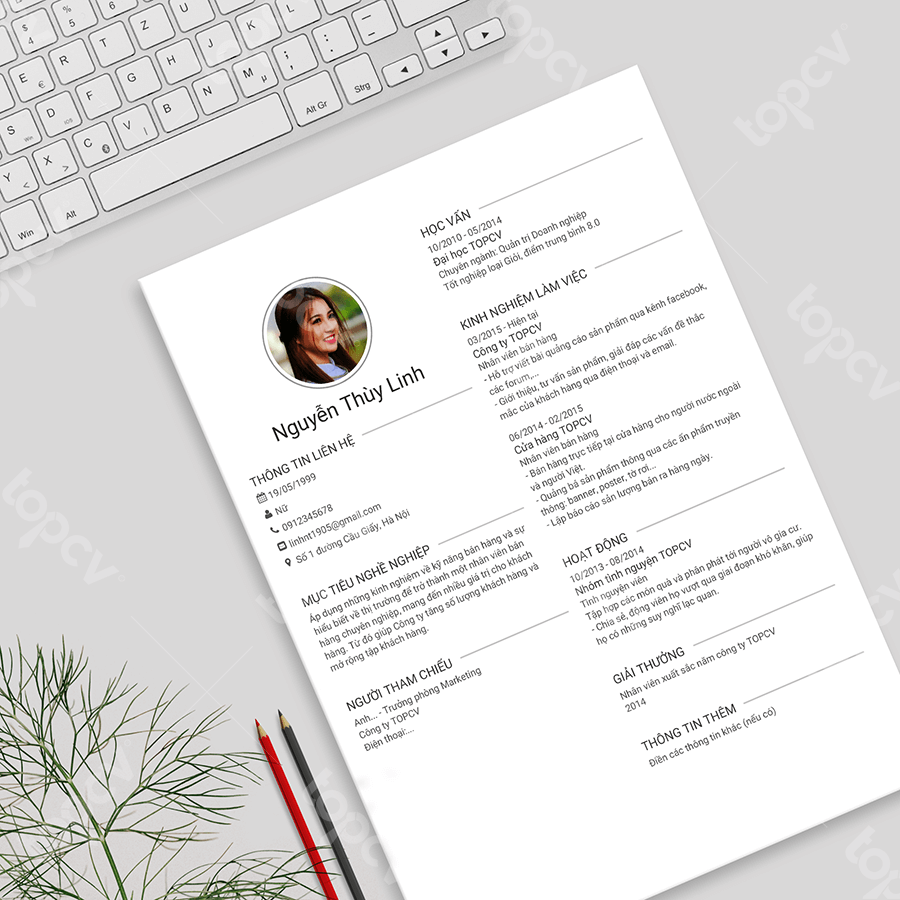 $ % 6
4 5
E R T Z U
€
F G H J K L
S D
Win iOS
Y X C V B N M ; : _
< > | µ , . -
Win Alt Alt Gr Strg
topcv
Nguyễn Thùy Linh
THÔNG TIN LIÊN HỆ
19/05/1999
Nữ
0912345678
linhnt1905@gmail.com
Số 1 đường Cầu Giấy, Hà Nội
MỤC TIÊU NGHỀ NGHIỆP
Áp dụng những kinh nghiệm về kỹ năng bán hàng và sự
hiểu biết về thị trường để trở thành một nhân viên bán
hàng chuyên nghiệp, mang đến nhiều giá trị cho khách
hàng. Từ đó giúp Công ty tăng số lượng khách hàng và
mở rộng tập khách hàng.
NGƯỜI THAM CHIẾU
Anh... - Trưởng phòng Marketing
Công ty TOPCV
Điện thoại:...
HỌC VẤN
10/2010 - 05/2014
Đại học TOPCV
Chuyên ngành: Quản trị Doanh nghiệp
Tốt nghiệp loại Giỏi, điểm trung bình 8.0
KINH NGHIỆM LÀM VIỆC
03/2015 - Hiện tại
Công ty TOPCV
Nhân viên bán hàng
- Hỗ trợ viết bài quảng cáo sản phẩm qua kênh facebook,
các forum,...
- Giới thiệu, tư vấn sản phẩm, giải đáp các vấn đề thắc
mắc của khách hàng qua điện thoại và email.
06/2014 - 02/2015
Cửa hàng TOPCV
Nhân viên bán hàng
- Bán hàng trực tiếp tại cửa hàng cho người nước ngoài
và người Việt.
- Quảng bá sản phẩm thông qua các ấn phẩm truyền
thông: banner, poster, tờ rơi...
- Lập báo cáo sản lượng bán ra hàng ngày.
HOẠT ĐỘNG
10/2013 - 08/2014
Nhóm tình nguyện TOPCV
Tình nguyện viên
Tập hợp các món quà và phân phát tới người vô gia cư.
- Chia sẻ, động viên họ vượt qua giai đoạn khó khăn, giúp
họ có những suy nghĩ lạc quan.
GIẢI THƯỞNG
Nhân viên xuất sắc năm công ty TOPCV
2014
THÔNG TIN THÊM
Điền các thông tin khác (nếu có)